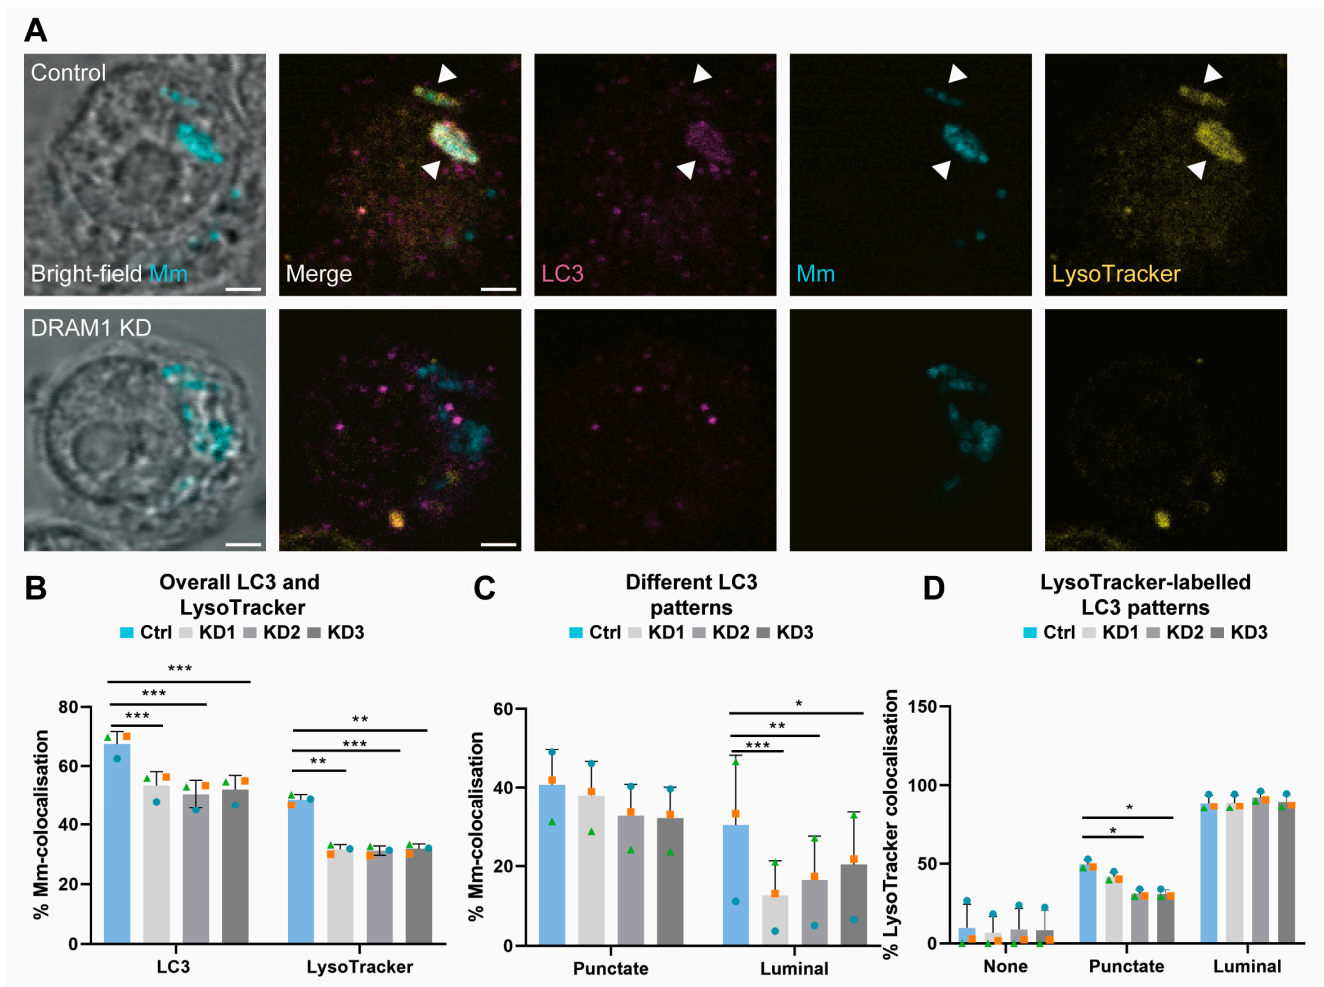 A
Control
Bright-field Mm
Merge
LC3
Mm
LysoTracker
DRAM1 KD
B
Overall LC3 and
LysoTracker
Ctrl KD1 KD2 KD3
***
***
***
**
***
**
% Mm-colocalisation
80
60
40
20
0
LC3
LysoTracker
C
Different LC3
patterns
Ctrl KD1 KD2 KD3
*
**
***
% Mm-colocalisation
60
40
20
0
Punctate
Luminal
D
LysoTracker-labelled
LC3 patterns
Ctrl KD1 KD2 KD3
*
*
% LysoTracker colocalisation
150
100
50
0
None
Punctate
Luminal